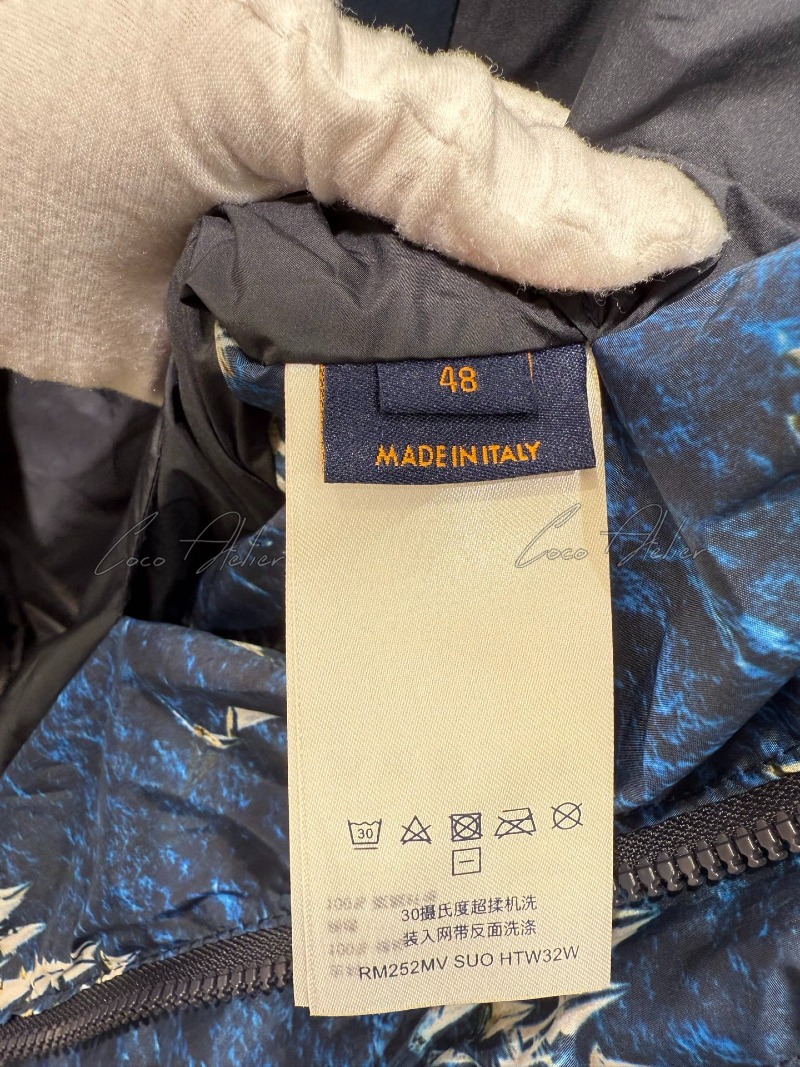 48
MADE IN ITALY
Coco Atelier
Coco Atelier
30
30摄氏度超揉机洗
装入网带反面洗涤
RM252MV SUO HTW32W